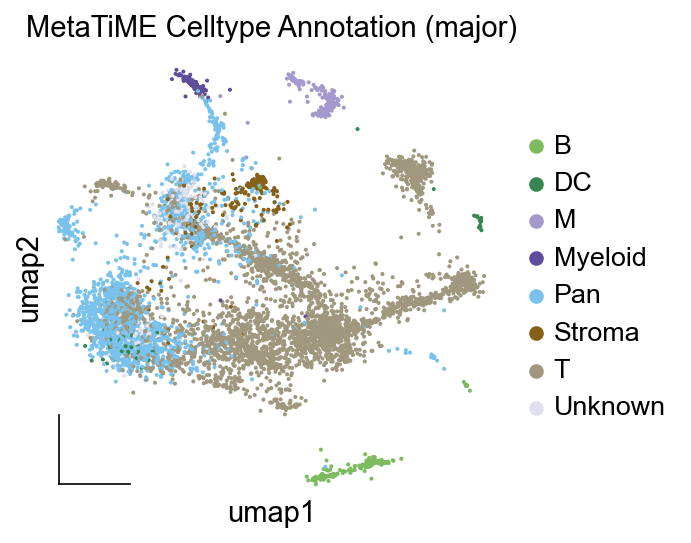 MetaTiME Celltype Annotation (major)
B
DC
M
Myeloid
Pan
Stroma
T
Unknown
umap2
umap1